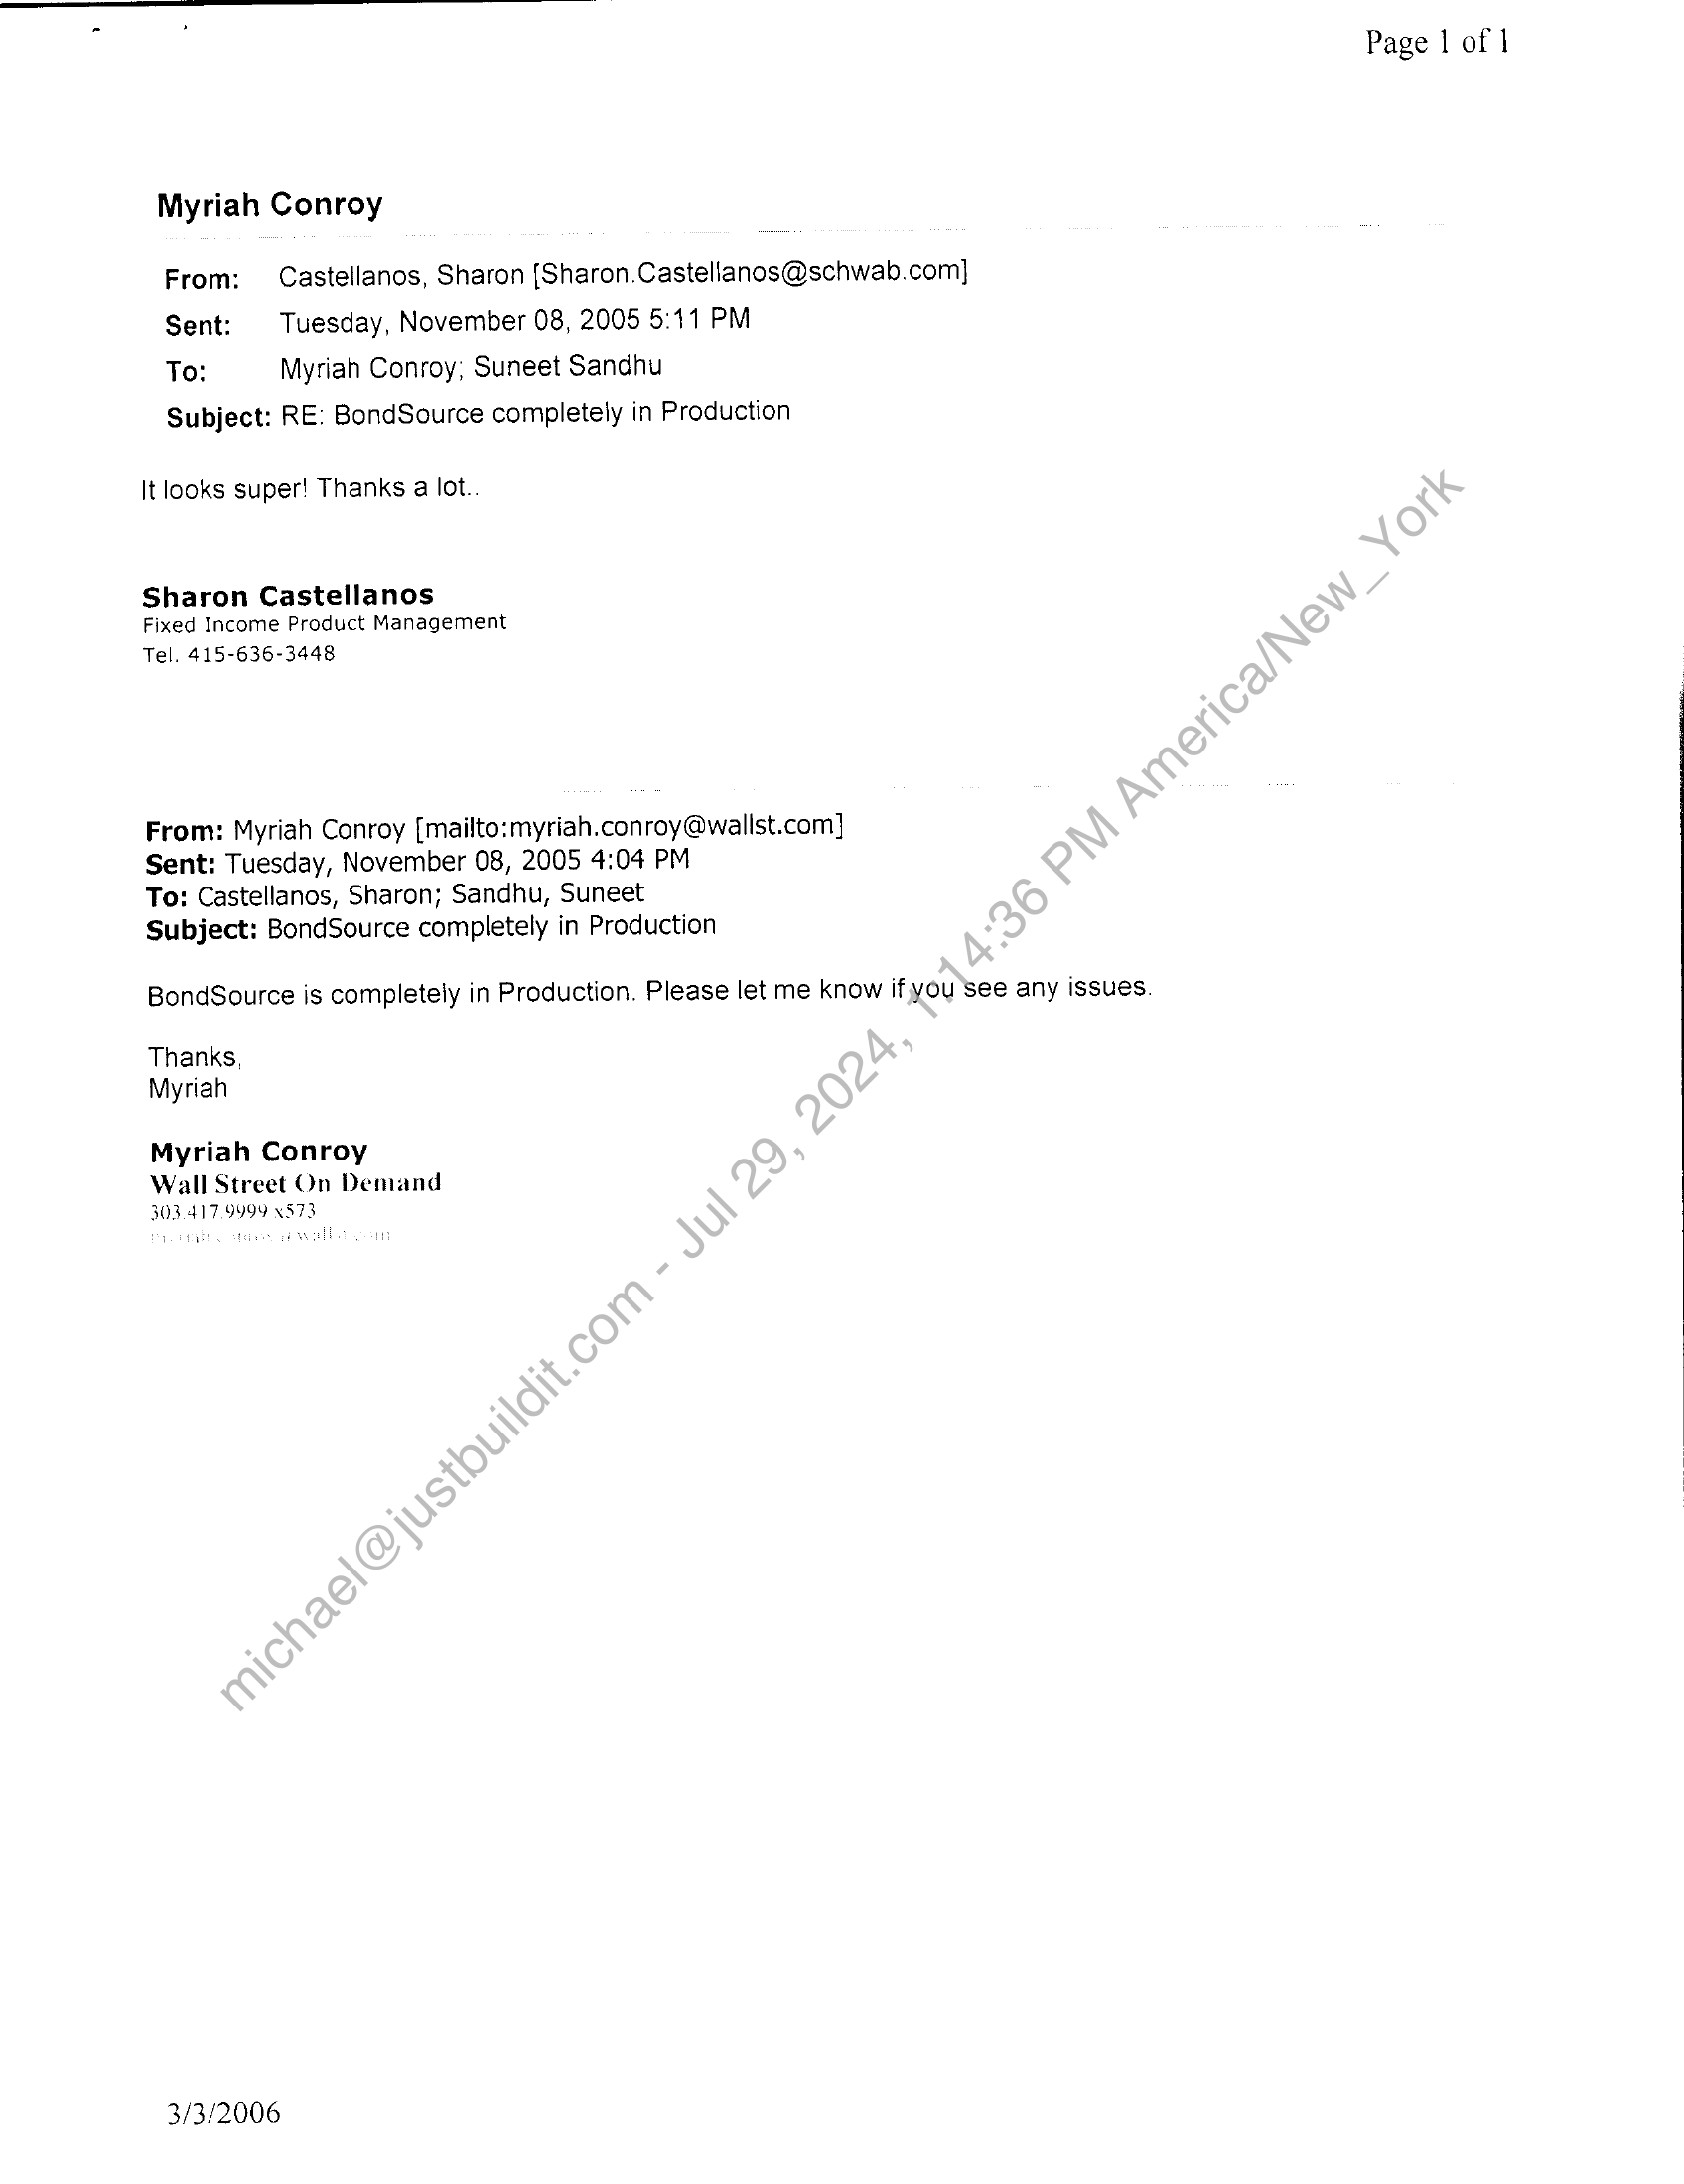 Page 1 of 1
Myriah Conroy
From: Castellanos, Sharon [Sharon.Castellanos@schwab.com]
Sent: Tuesday, November 08, 2005 5:11 PM
To: Myriah Conroy; Suneet Sandhu
Subject: RE: BondSource completely in Production
It looks super! Thanks a lot..
Sharon Castellanos
Fixed Income Product Management
Tel. 415-636-3448
From: Myriah Conroy [mailto:myriah.conroy@wallst.com]
Sent: Tuesday, November 08, 2005 4:04 PM
To: Castellanos, Sharon; Sandhu, Suneet
Subject: BondSource completely in Production
BondSource is completely in Production. Please let me know if you see any issues.
Thanks,
Myriah
Myriah Conroy
Wall Street On Demand
303.417.9999 x573
michael@justbuildit.com - Jul 29, 2024, 1:14:36 PM America/New_York
3/3/2006